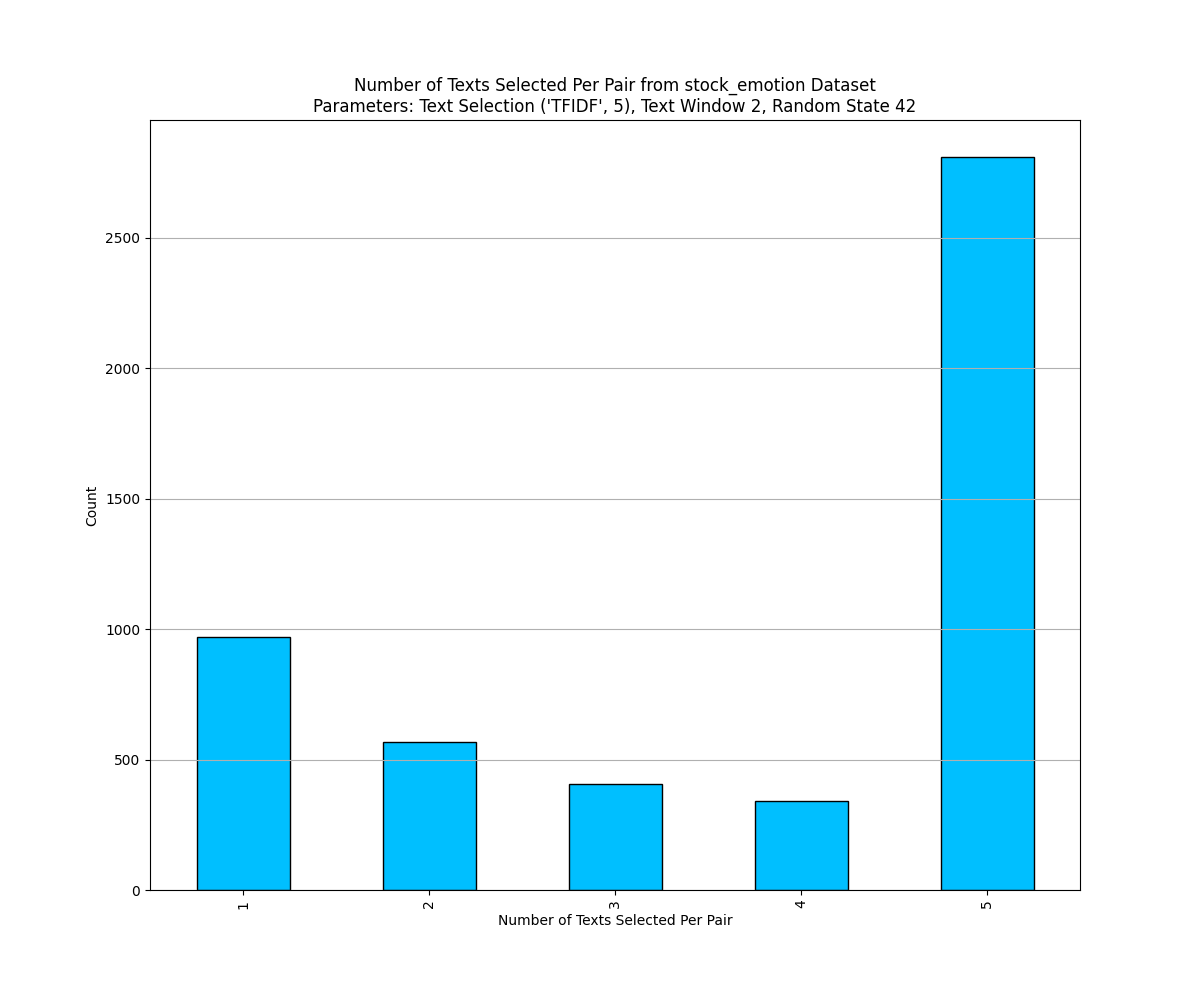 Number of Texts Selected Per Pair from stock_emotion Dataset
Parameters: Text Selection ('TFIDF', 5), Text Window 2, Random State 42
Count
2500
2000
1500
1000
500
0
1
2
3
4
5
Number of Texts Selected Per Pair